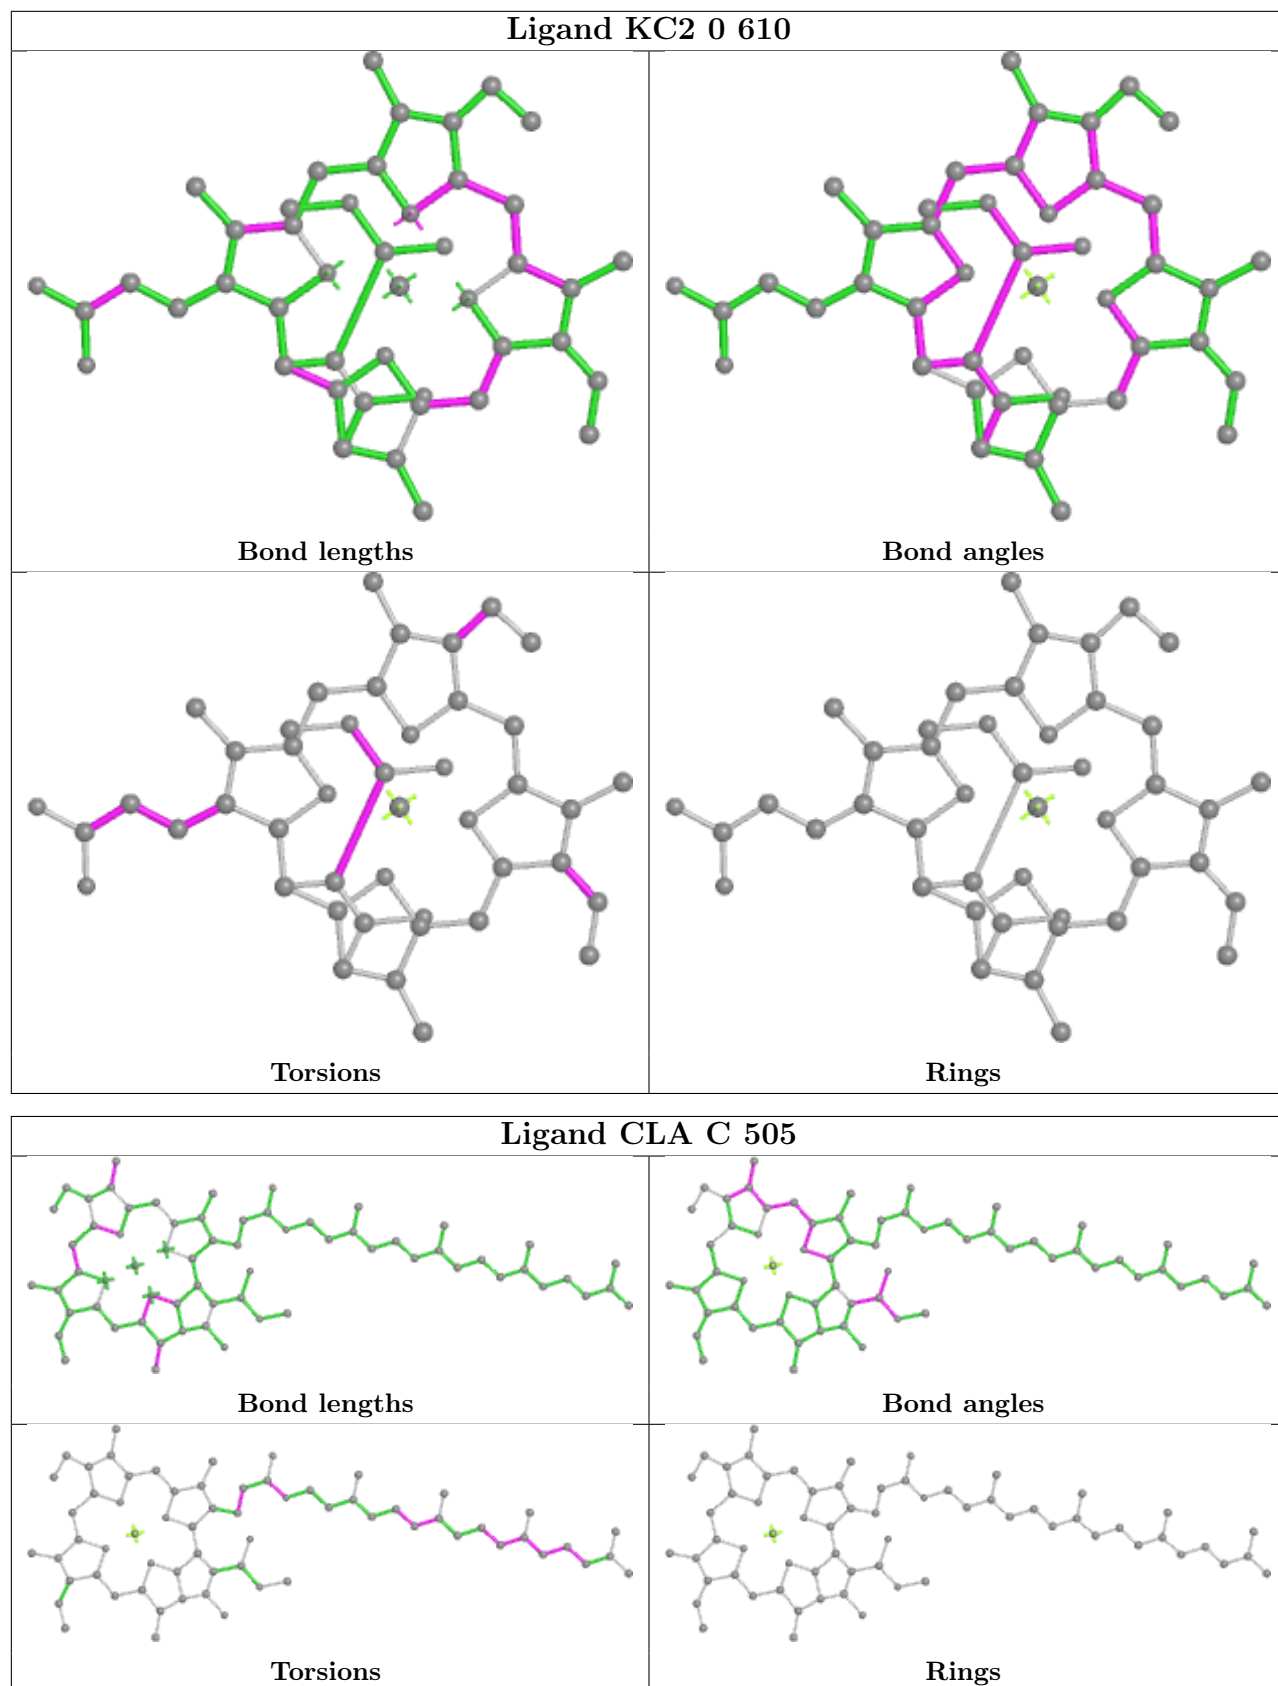 Ligand KC2 0 610
Bond lengths
Bond angles
Torsions
Rings
Ligand CLA C 505
Bond lengths
Bond angles
Torsions
Rings